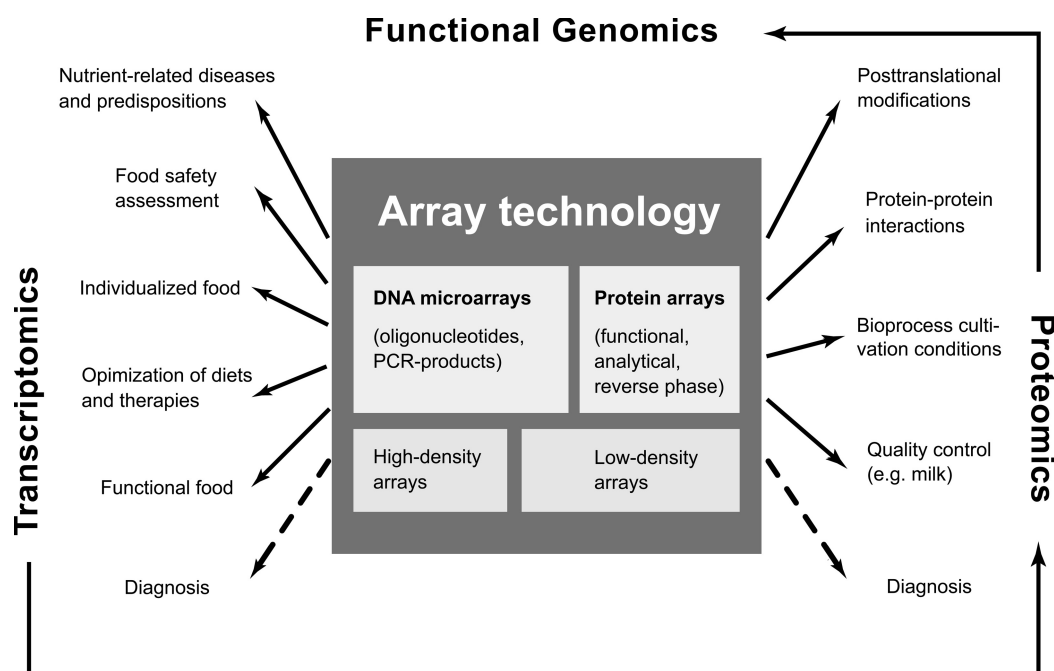 Functional Genomics
Nutrient-related diseases
and predispositions
Food safety
assessment
Individualized food
Opimization of diets
and therapies
Functional food
Diagnosis
Transcriptomics
Array technology
DNA microarrays
(oligonucleotides,
PCR-products)
Protein arrays
(functional,
analytical,
reverse phase)
High-density
arrays
Low-density
arrays
Posttranslational
modifications
Protein-protein
interactions
Bioprocess culti-
vation conditions
Quality control
(e.g. milk)
Diagnosis
Proteomics